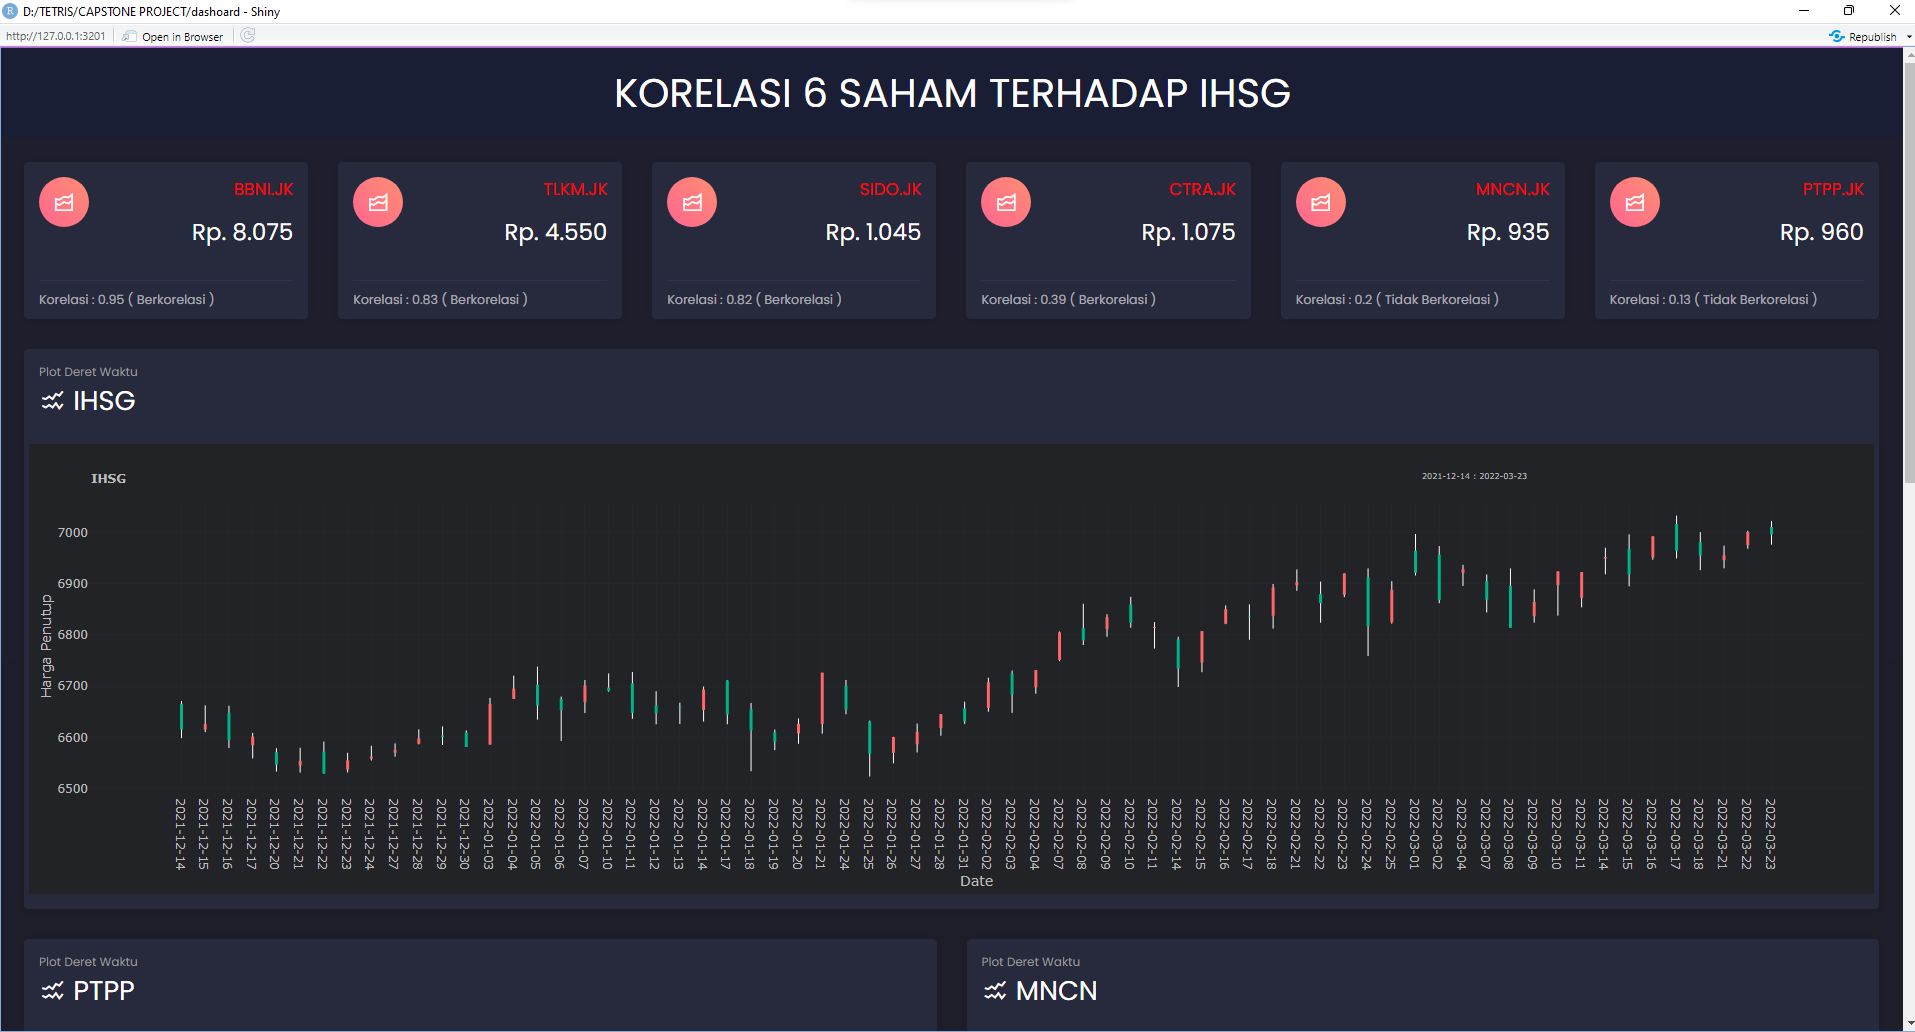 D:/TETRIS/CAPSTONE PROJECT/dashoard - Shiny
http://127.0.0.1:3201
Open in Browser
Republish
KORELASI 6 SAHAM TERHADAP IHSG
BBNI.JK
Rp. 8.075
Korelasi : 0.95 ( Berkorelasi )
TLKM.JK
Rp. 4.550
Korelasi : 0.83 ( Berkorelasi )
SIDO.JK
Rp. 1.045
Korelasi : 0.82 ( Berkorelasi )
CTRA.JK
Rp. 1.075
Korelasi : 0.39 ( Berkorelasi )
MNCN.JK
Rp. 935
Korelasi : 0.2 ( Tidak Berkorelasi )
PTPP.JK
Rp. 960
Korelasi : 0.13 ( Tidak Berkorelasi )
Plot Deret Waktu
IHSG
IHSG
2021-12-14 : 2022-03-23
7000
6900
6800
6700
6600
6500
Harga Penutup
2021-12-14
2021-12-15
2021-12-16
2021-12-17
2021-12-20
2021-12-21
2021-12-22
2021-12-23
2021-12-24
2021-12-27
2021-12-28
2021-12-29
2021-12-30
2022-01-03
2022-01-04
2022-01-05
2022-01-06
2022-01-07
2022-01-10
2022-01-11
2022-01-12
2022-01-13
2022-01-14
2022-01-17
2022-01-18
2022-01-19
2022-01-20
2022-01-21
2022-01-24
2022-01-25
2022-01-26
2022-01-27
2022-01-28
2022-01-31
2022-02-02
2022-02-03
2022-02-04
2022-02-07
2022-02-08
2022-02-09
2022-02-10
2022-02-11
2022-02-14
2022-02-15
2022-02-16
2022-02-17
2022-02-18
2022-02-21
2022-02-22
2022-02-23
2022-02-24
2022-02-25
2022-03-01
2022-03-02
2022-03-04
2022-03-07
2022-03-08
2022-03-09
2022-03-10
2022-03-11
2022-03-14
2022-03-15
2022-03-16
2022-03-17
2022-03-18
2022-03-21
2022-03-22
2022-03-23
Date
Plot Deret Waktu
PTPP
Plot Deret Waktu
MNCN